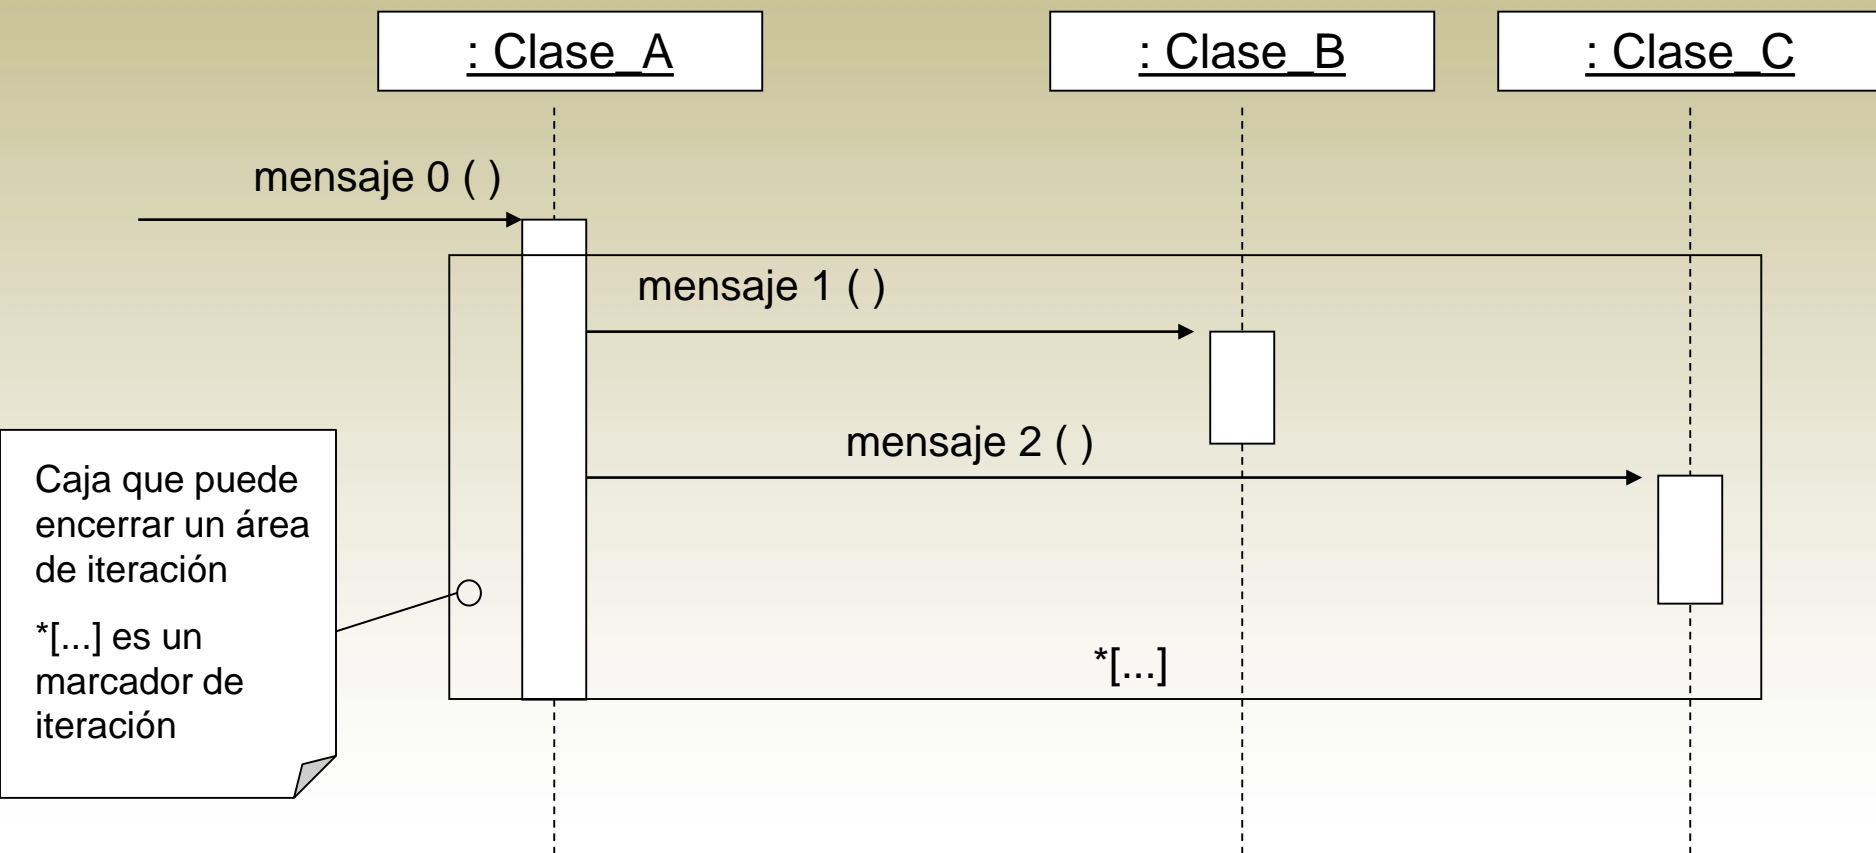 : Clase_A
: Clase_B
: Clase_C
mensaje 0 ( )
mensaje 1 ( )
mensaje 2 ( )
Caja que puede
encerrar un área
de iteración
*[...] es un
marcador de
iteración
*[...]